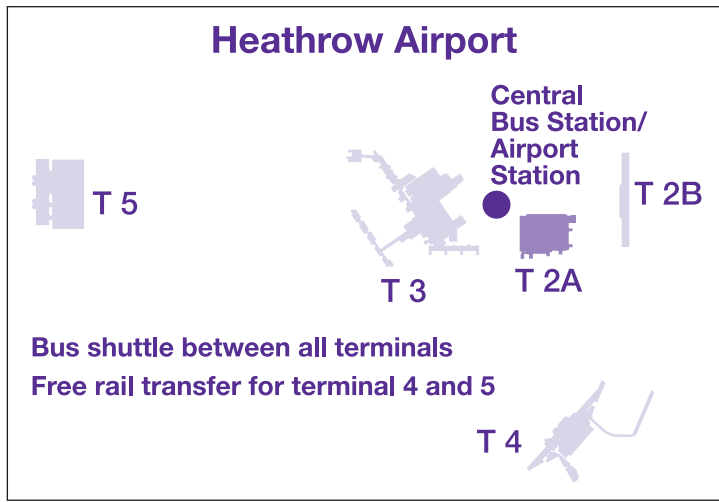 Heathrow Airport
Central
Bus Station/
Airport
Station
T 5
T 2B
T 3
T 2A
Bus shuttle between all terminals
Free rail transfer for terminal 4 and 5
T 4